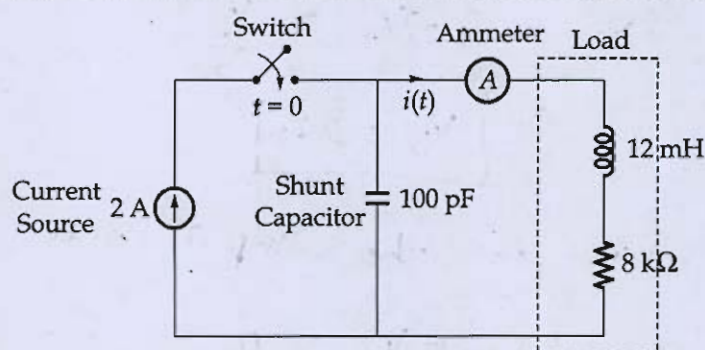 Switch
Ammeter
Load
t = 0
i(t)
A
12 mH
Current
Source
2 A
Shunt
Capacitor
100 pF
8 kΩ